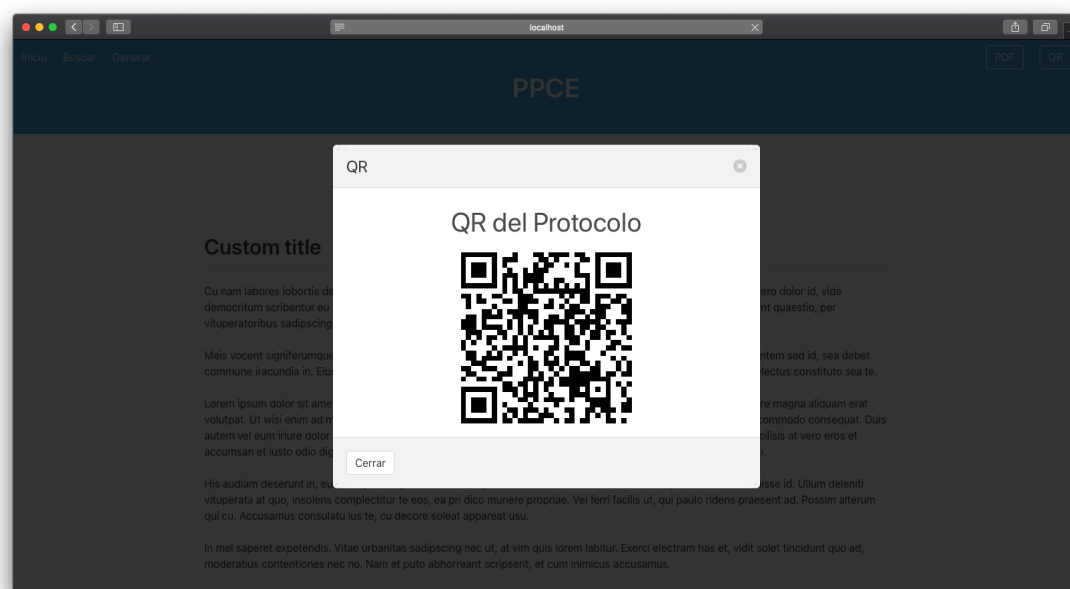 localhost
Inicio Buscar Generar PDF QR
PPCE
QR
QR del Protocolo
Custom title
Cu nam labores lobortis de ero dolor id, vide
democritum scribentur eu nt quaestio, per
vituperatoribus sadipscing
Meis vocent signiferumque ntem sed id, sea debet
commune iracundia in. Eius electus constituto sea te.
Lorem ipsum dolor sit ame re magna aliquam erat
volutpat. Ut wisi enim ad m commodo consequat. Duis
autem vel eum iriure dolor cilisis at vero eros et
accumsan et iusto odio dig
Cerrar
His audiam deserunt in, eu isse id. Ullum deleniti
vituperata at quo, insolens complectitur te eos, ea pri dico munere propriae. Vel ferri facilis ut, qui paulo ridens praesent ad. Possim alterum
qui cu. Accusamus consulatu ius te, cu decore soleat appareat usu.
In mel saperet expetendis. Vitae urbanitas sadipscing nec ut, at vim quis lorem labitur. Exerci electram has et, vidit solet tincidunt quo ad,
moderatius contentiones nec no. Nam et puto abhorreant scripserit, et cum inimicus accusamus.